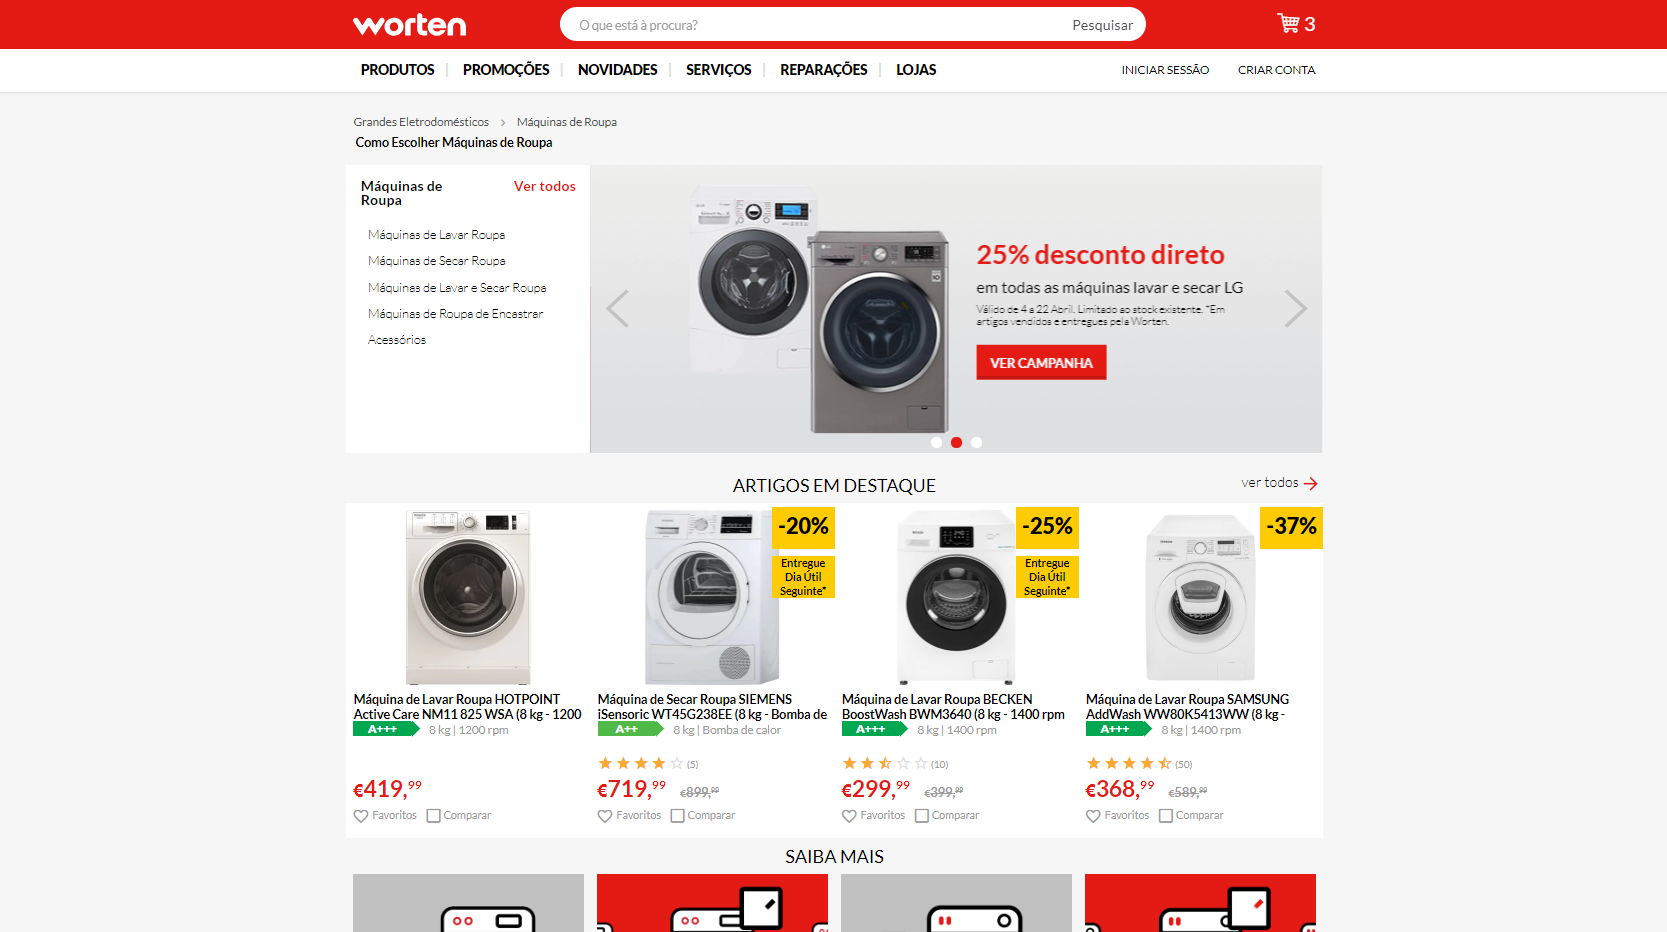 worten
O que está à procura?
Pesquisar
3
PRODUTOS
PROMOÇÕES
NOVIDADES
SERVIÇOS
REPARAÇÕES
LOJAS
INICIAR SESSÃO
CRIAR CONTA
Grandes Eletrodomésticos
Máquinas de Roupa
Como Escolher Máquinas de Roupa
Máquinas de
Roupa
Ver todos
Máquinas de Lavar Roupa
Máquinas de Secar Roupa
Máquinas de Lavar e Secar Roupa
Máquinas de Roupa de Encastrar
Acessórios
25% desconto direto
em todas as máquinas lavar e secar LG
Válido de 4 a 22 Abril. Limitado ao stock existente. *Em
artigos vendidos e entregues pela Worten.
VER CAMPANHA
ARTIGOS EM DESTAQUE
ver todos
Máquina de Lavar Roupa HOTPOINT
Active Care NM11 825 WSA (8 kg - 1200
A+++
8 kg | 1200 rpm
€419,99
Favoritos
Comparar
-20%
Entregue
Dia Útil
Seguinte*
Máquina de Secar Roupa SIEMENS
iSensoric WT45G238EE (8 kg - Bomba de
A++
8 kg | Bomba de calor
(5)
€719,99
€899,99
Favoritos
Comparar
-25%
Entregue
Dia Útil
Seguinte*
Máquina de Lavar Roupa BECKEN
BoostWash BWM3640 (8 kg - 1400 rpm
A+++
8 kg | 1400 rpm
(10)
€299,99
€399,99
Favoritos
Comparar
-37%
Máquina de Lavar Roupa SAMSUNG
AddWash WW80K5413WW (8 kg -
A+++
8 kg | 1400 rpm
(50)
€368,99
€589,99
Favoritos
Comparar
SAIBA MAIS